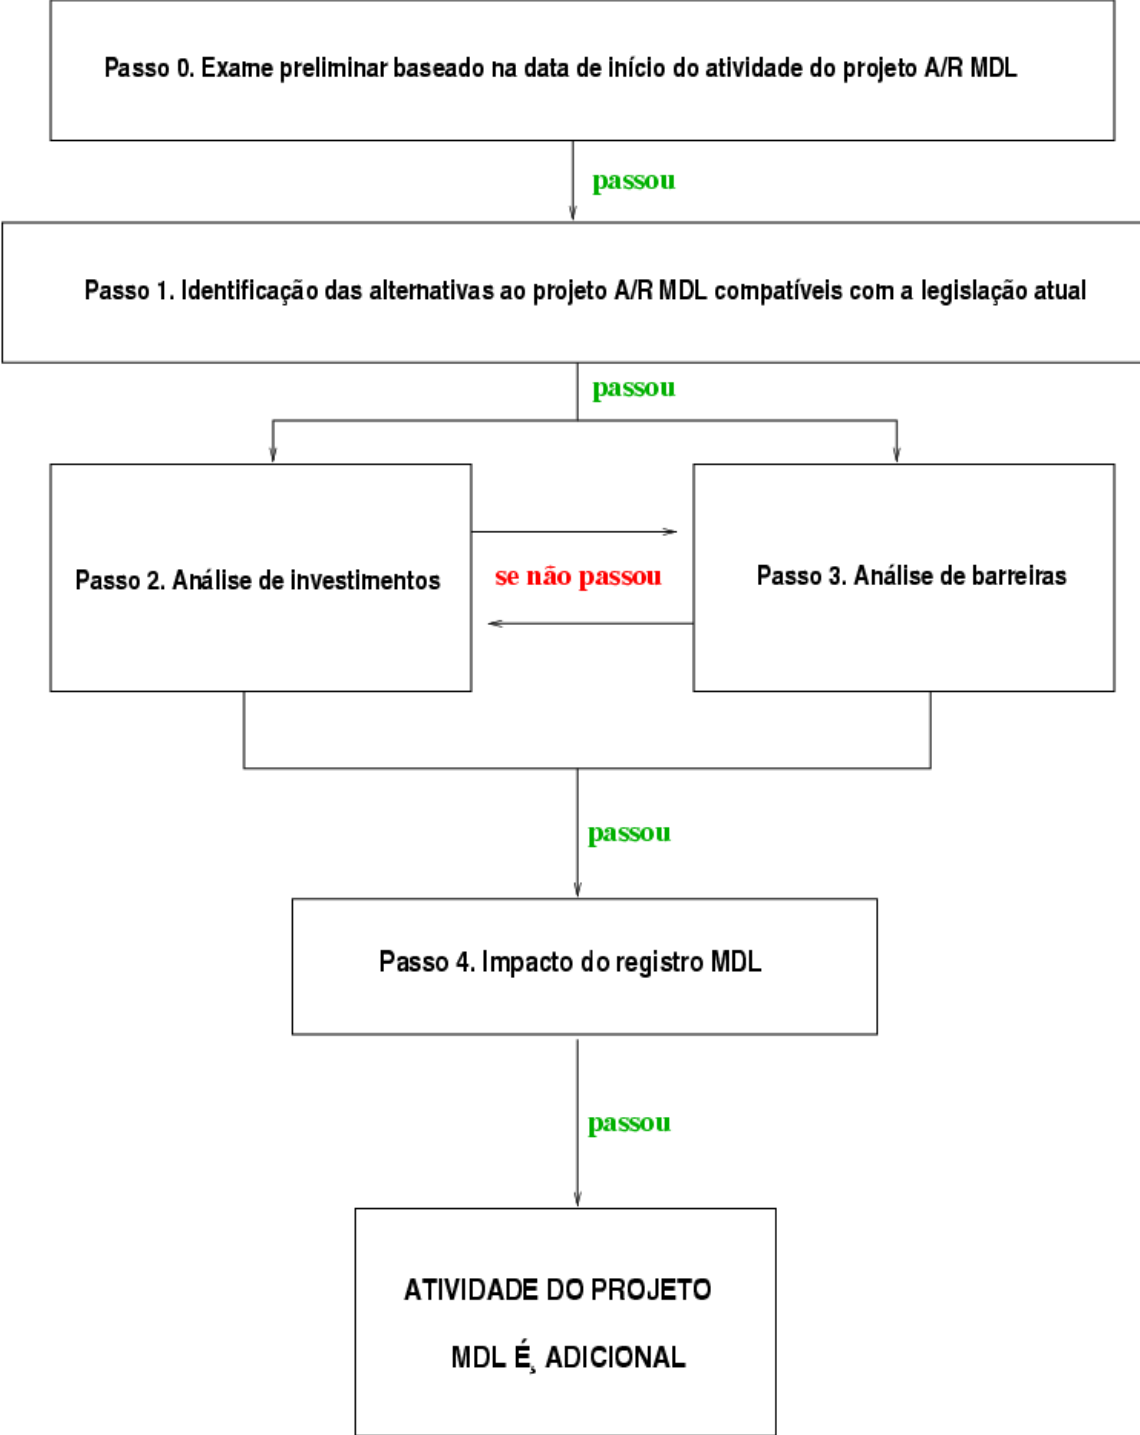 Passo 0. Exame preliminar baseado na data de início do atividade do projeto A/R MDL
passou
Passo 1. Identificação das alternativas ao projeto A/R MDL compatíveis com a legislação atual
passou
Passo 2. Análise de investimentos
se não passou
Passo 3. Análise de barreiras
passou
Passo 4. Impacto do registro MDL
passou
ATIVIDADE DO PROJETO
MDL É¸ ADICIONAL